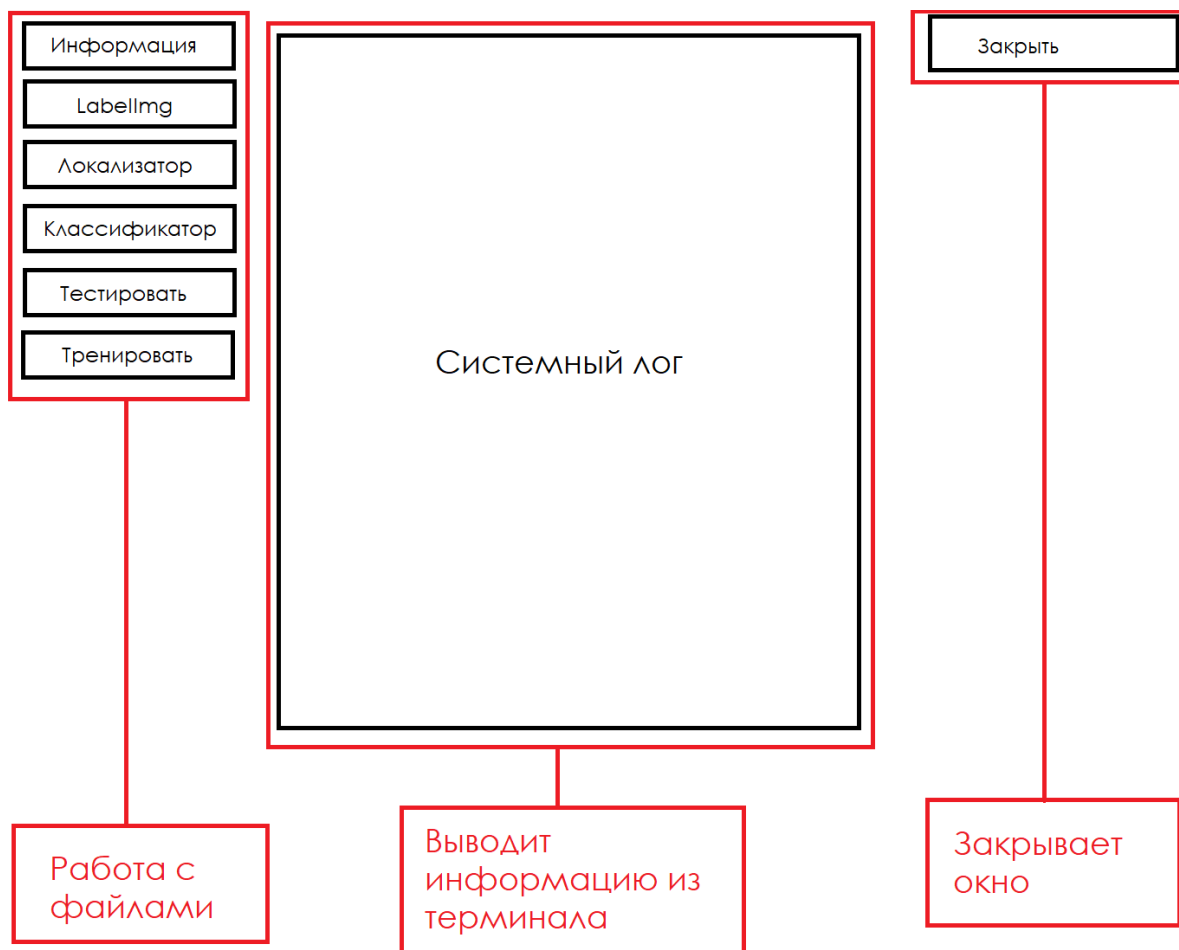 Информация
LabelImg
Локализатор
Классификатор
Тестировать
Тренировать
Системный лог
Закрыть
Работа с
файлами
Выводит
информацию из
терминала
Закрывает
окно